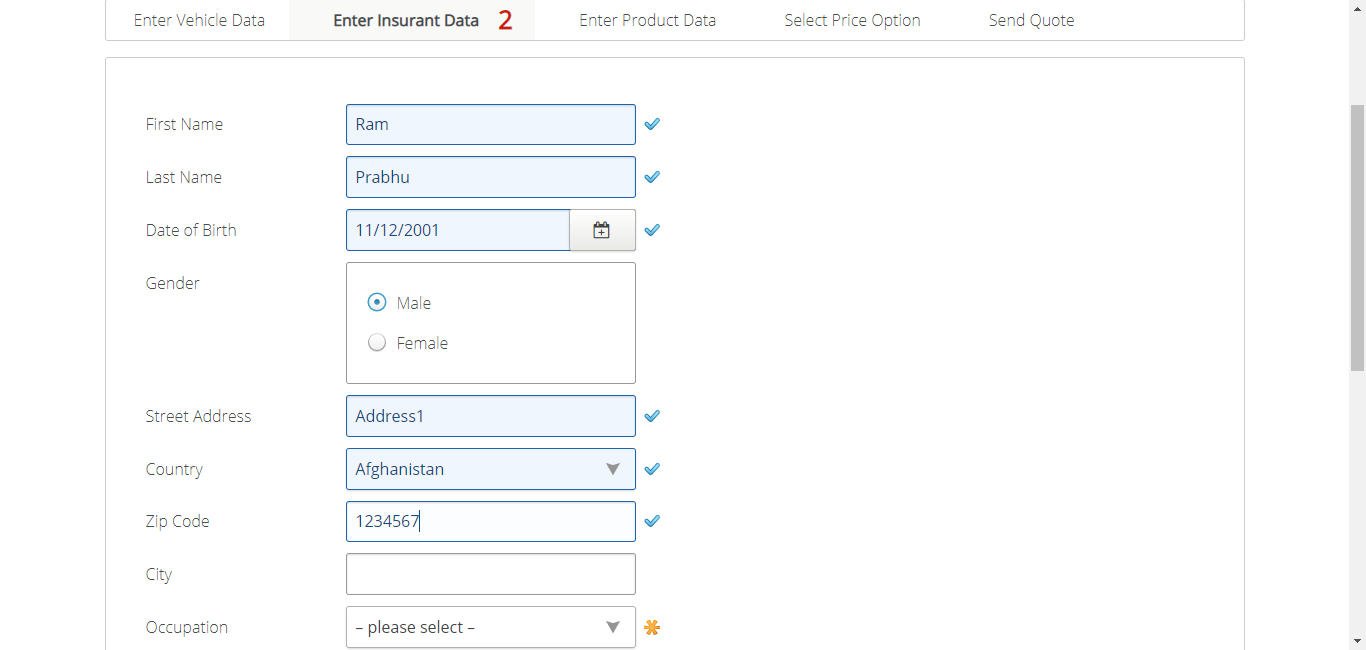 Enter Vehicle Data Enter Insurant Data 2 Enter Product Data Select Price Option Send Quote
First Name Ram
Last Name Prabhu
Date of Birth 11/12/2001
Gender
Male
Female
Street Address Address1
Country Afghanistan
Zip Code 1234567
City
Occupation – please select –